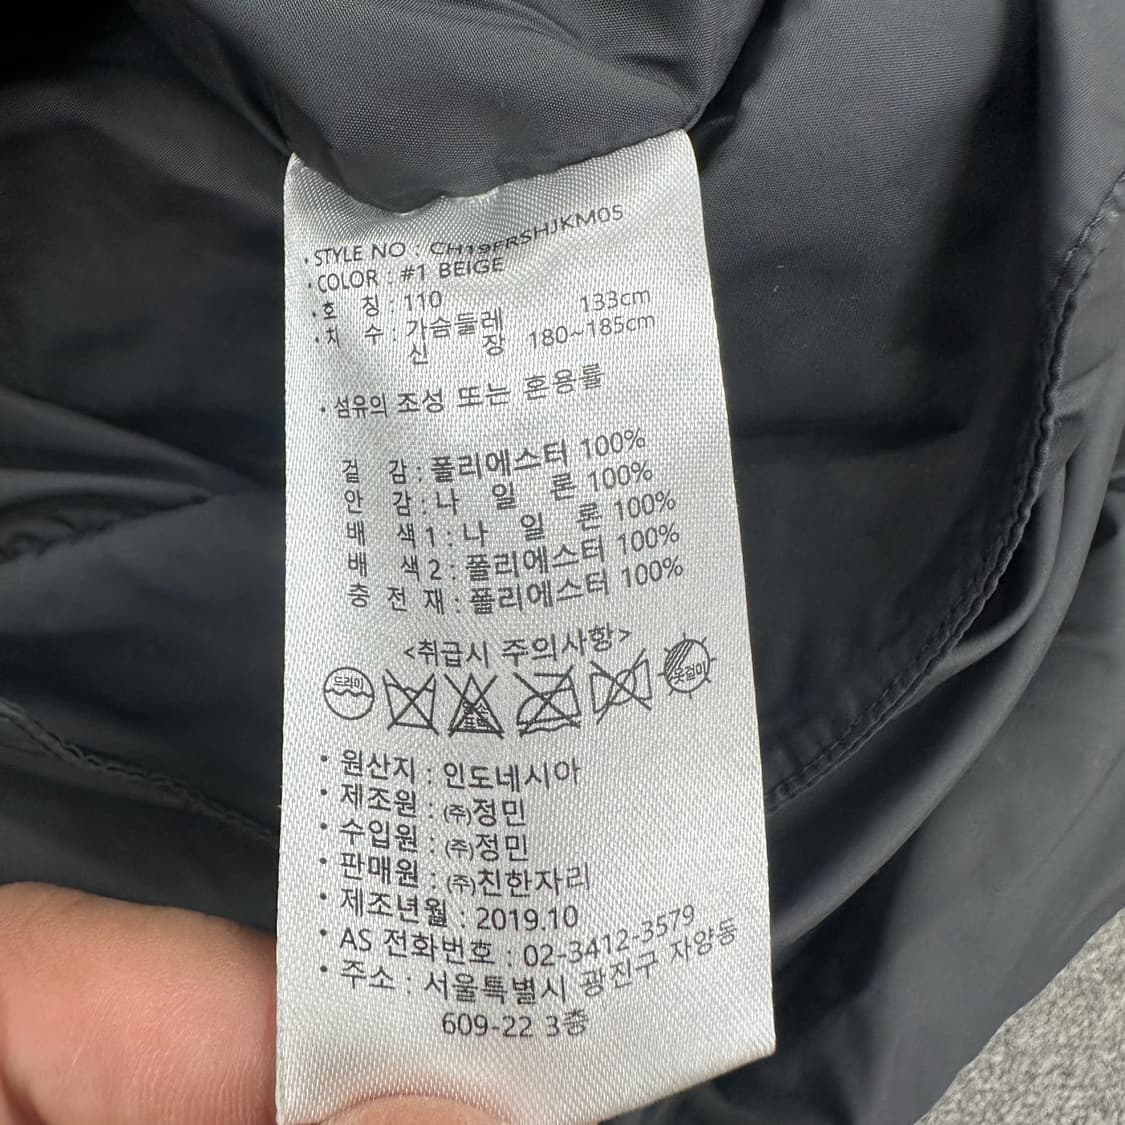 · STYLE NO : CH19FRSHJKM05
· COLOR : #1 BEIGE
· 호 칭 : 110
· 치 수 : 가슴둘레 133cm
신 장 180~185cm
· 섬유의 조성 또는 혼용률
겉 감 : 폴리에스터 100%
안 감 : 나 일 론 100%
배 색1 : 나 일 론 100%
배 색2 : 폴리에스터 100%
충 전 재 : 폴리에스터 100%
<취급시 주의사항>
드라이 옷걸이
· 원산지 : 인도네시아
· 제조원 : (주)정민
· 수입원 : (주)정민
· 판매원 : (주)친한자리
· 제조년월 : 2019.10
· AS 전화번호 : 02-3412-3579
· 주소 : 서울특별시 광진구 자양동
609-22 3층